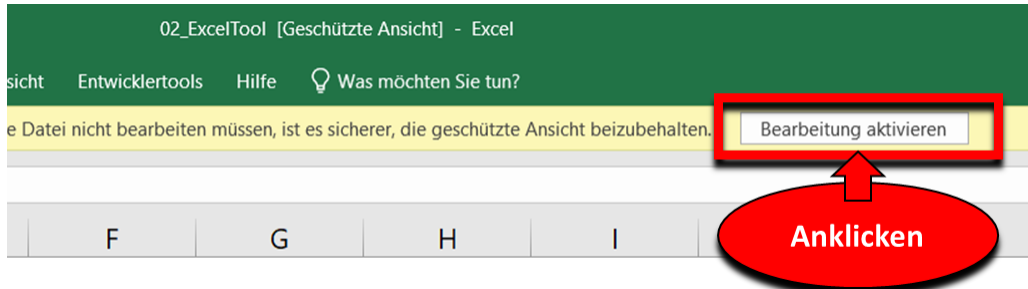 02_ExcelTool [Geschützte Ansicht] - Excel
sicht Entwicklertools Hilfe Was möchten Sie tun?
e Datei nicht bearbeiten müssen, ist es sicherer, die geschützte Ansicht beizubehalten. Bearbeitung aktivieren
F G H I
Anklicken